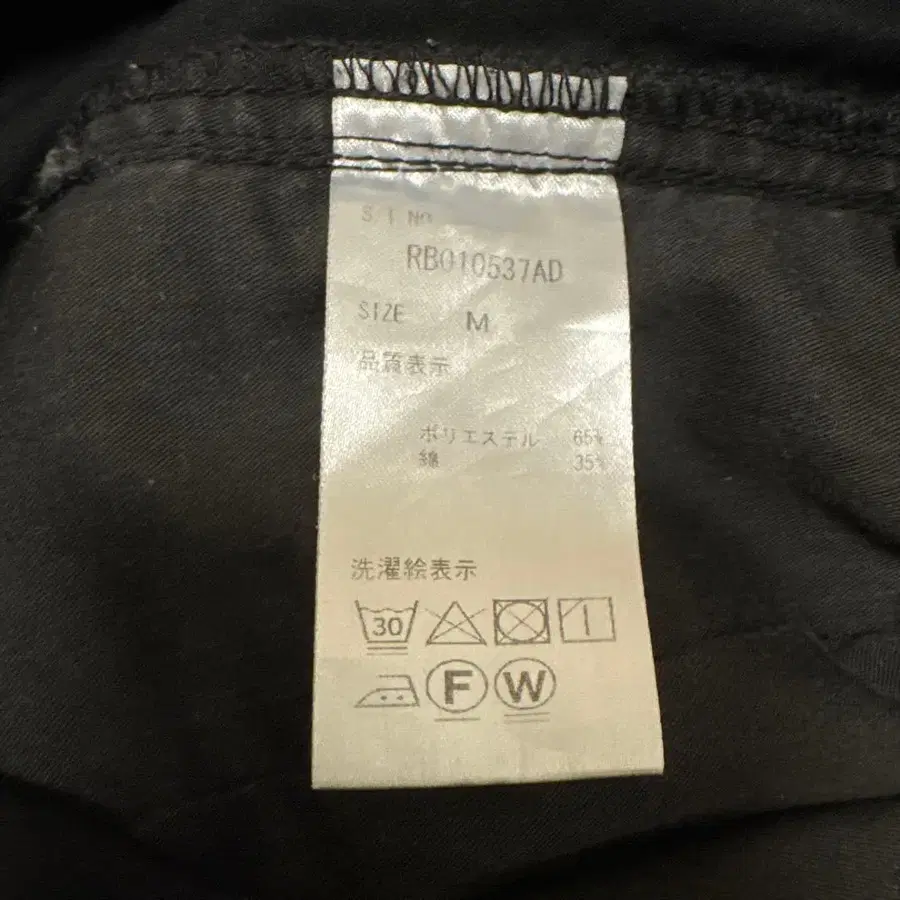 S/T NO
RB010537AD
SIZE M
品質表示
ポリエステル 65%
綿 35%
洗濯絵表示
30
F W